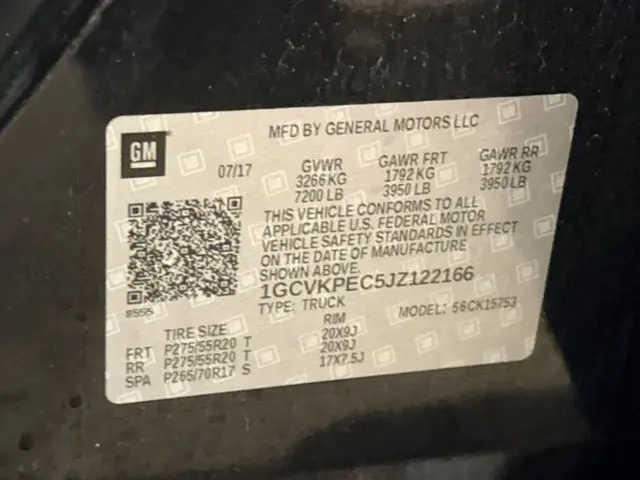 GM
MFD BY GENERAL MOTORS LLC
07/17 GVWR GAWR FRT GAWR RR
3266 KG 1792 KG 1792 KG
7200 LB 3950 LB 3950 LB
THIS VEHICLE CONFORMS TO ALL
APPLICABLE U.S. FEDERAL MOTOR
VEHICLE SAFETY STANDARDS IN EFFECT
ON THE DATE OF MANUFACTURE
SHOWN ABOVE.
1GCVKPEC5JZ122166
#555
TYPE: TRUCK MODEL: 56CK15753
TIRE SIZE RIM
FRT P275/55R20 T 20X9J
RR P275/55R20 T 20X9J
SPA P265/70R17 S 17X7.5J